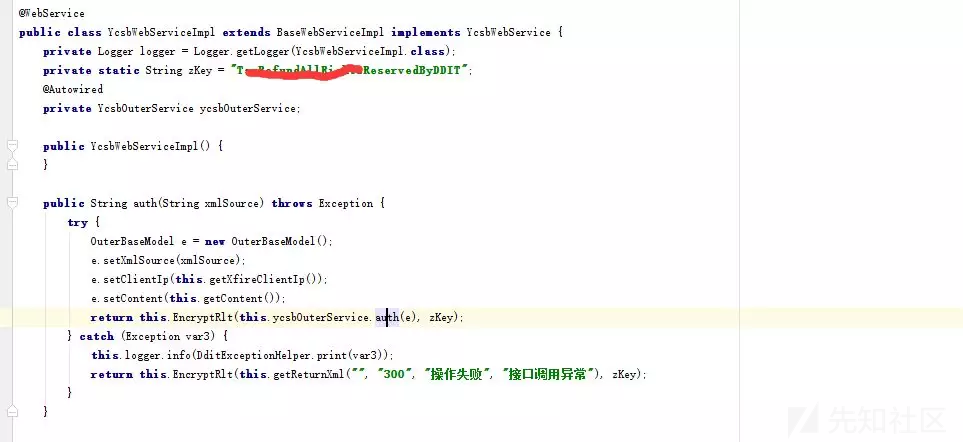 @WebService
public class YcsbWebServiceImpl extends BaseWebServiceImpl implements YcsbWebService {
private Logger logger = Logger.getLogger(YcsbWebServiceImpl.class);
private static String zKey = "T ReservedByDDIT";
@Autowired
private YcsbOuterService ycsbOuterService;
public YcsbWebServiceImpl() {
}
public String auth(String xmlSource) throws Exception {
try {
OuterBaseModel e = new OuterBaseModel();
e.setXmlSource(xmlSource);
e.setClientIp(this.getXfireClientIp());
e.setContent(this.getContent());
return this.EncryptRlt(this.ycsbOuterService.auth(e), zKey);
} catch (Exception var3) {
this.logger.info(DditExceptionHelper.print(var3));
return this.EncryptRlt(this.getReturnXml("", "300", "操作失败", "接口调用异常"), zKey);
}
}
先知社区